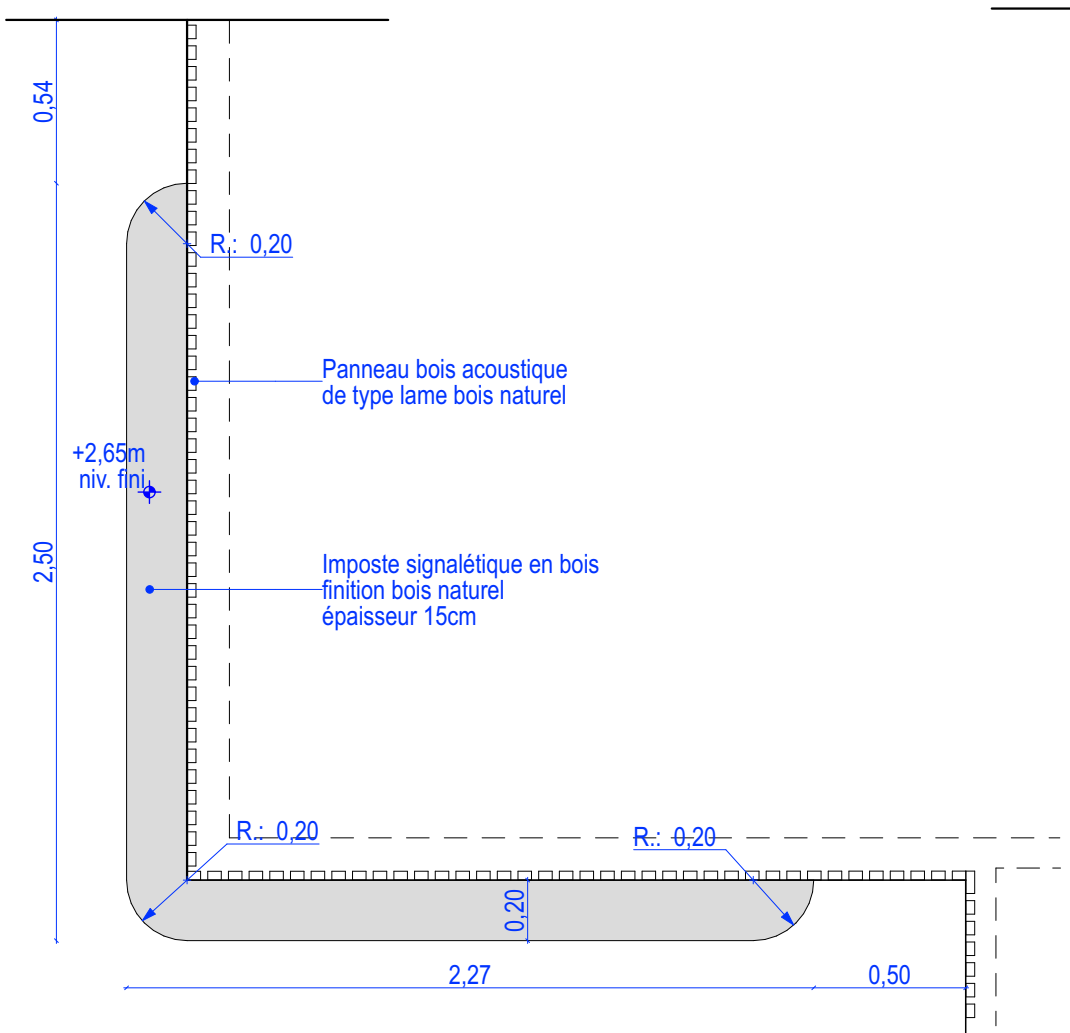 0,54
R.: 0,20
Panneau bois acoustique
de type lame bois naturel
+2,65m
niv. fini
2,50
Imposte signalétique en bois
finition bois naturel
épaisseur 15cm
R.: 0,20
R.: 0,20
0,20
2,27
0,50